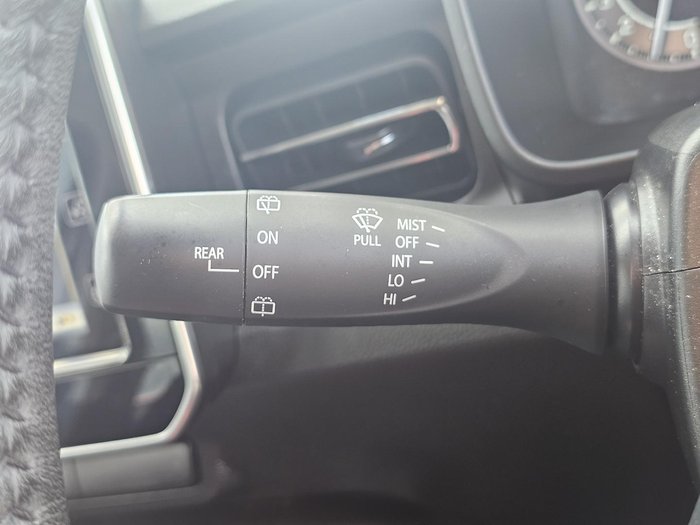 REAR
ON
OFF
PULL
MIST
OFF
INT
LO
HI